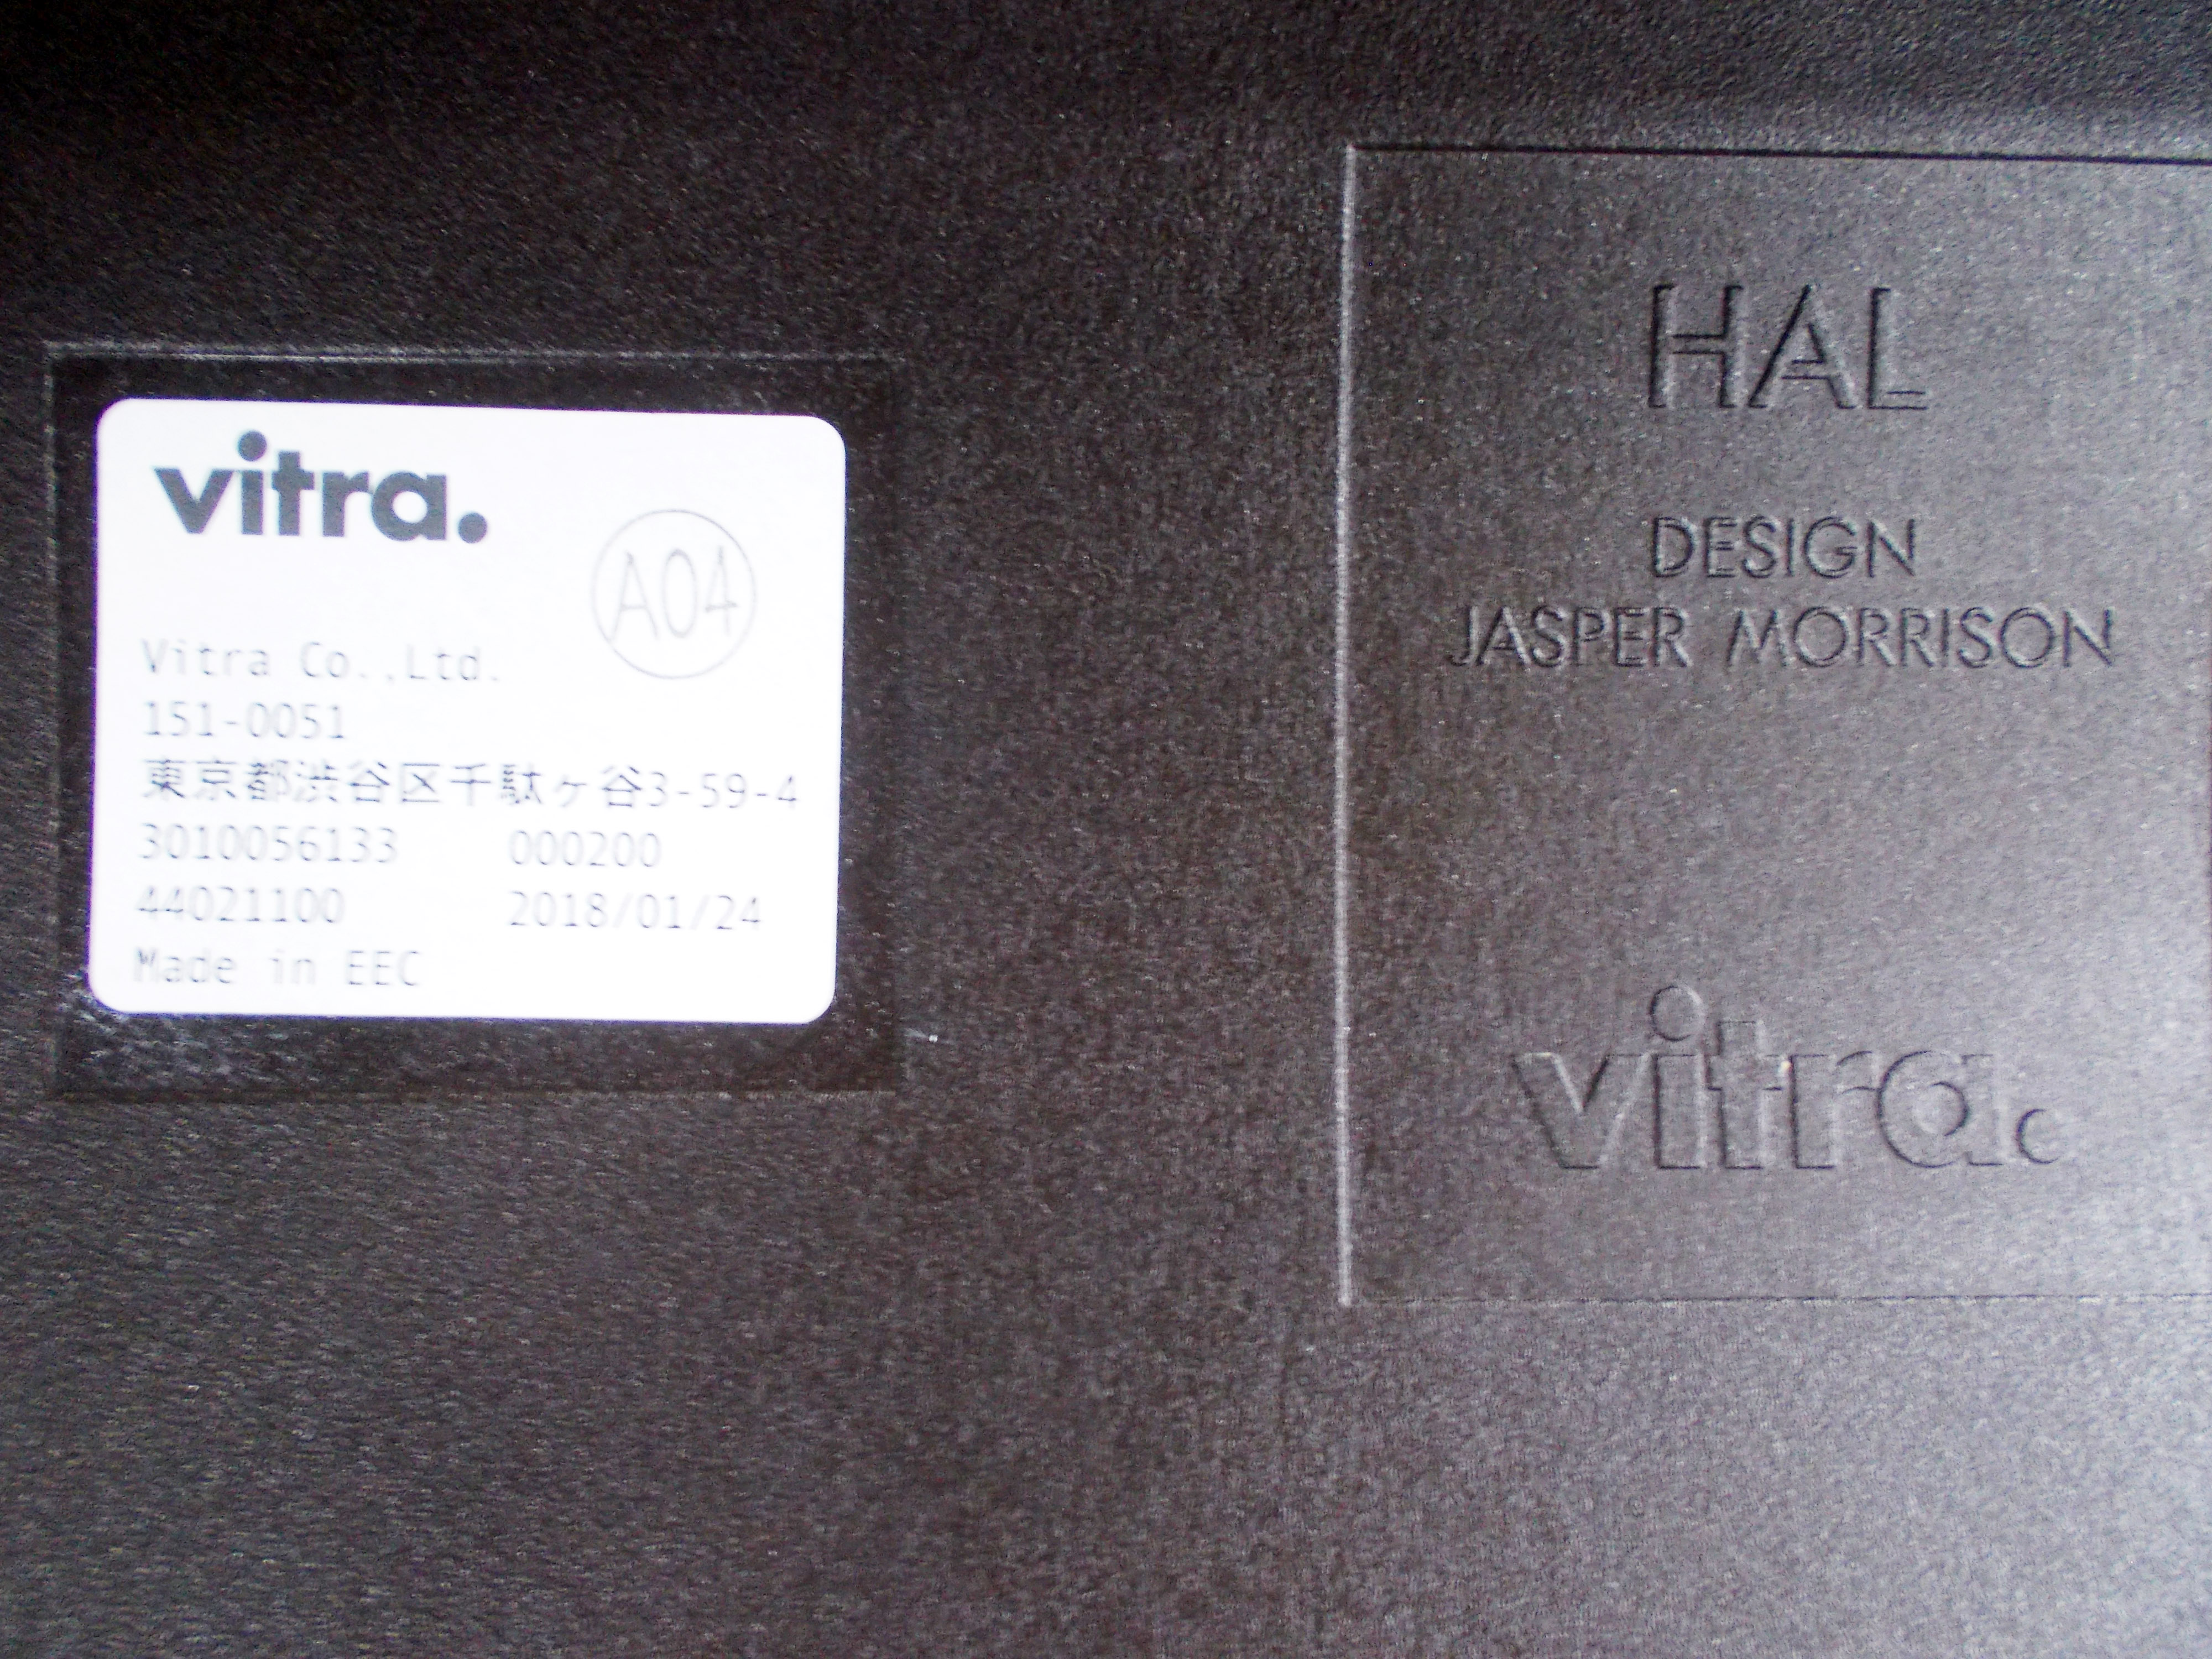 vitra.
A04
Vitra Co.,Ltd.
151-0051
東京都渋谷区千駄ヶ谷3-59-4
3010056133 000200
44021100 2018/01/24
Made in EEC
HAL
DESIGN
JASPER MORRISON
vitra.